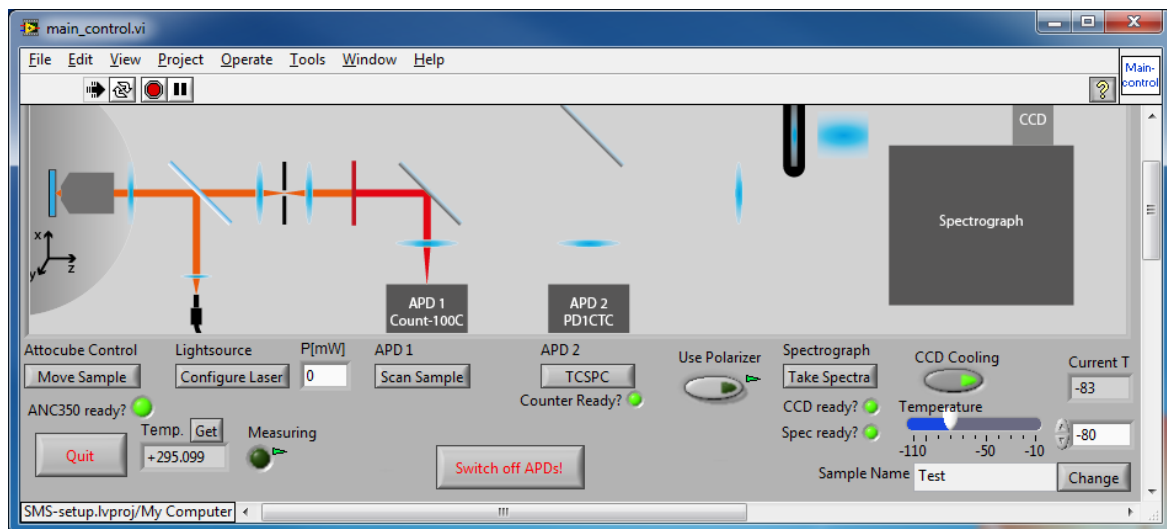 main_control.vi
File Edit View Project Operate Tools Window Help
Main-
control
CCD
Spectrograph
x
y
z
APD 1
Count-100C
APD 2
PD1CTC
Attocube Control
Lightsource
P[mW]
APD 1
APD 2
Use Polarizer
Spectrograph
CCD Cooling
Current T
Move Sample
Configure Laser
0
Scan Sample
TCSPC
Take Spectra
-83
ANC350 ready?
Counter Ready?
CCD ready?
Temperature
Temp.
Get
Measuring
Spec ready?
-110 -50 -10
-80
Quit
+295.099
Switch off APDs!
Sample Name
Test
Change
SMS-setup.lvproj/My Computer